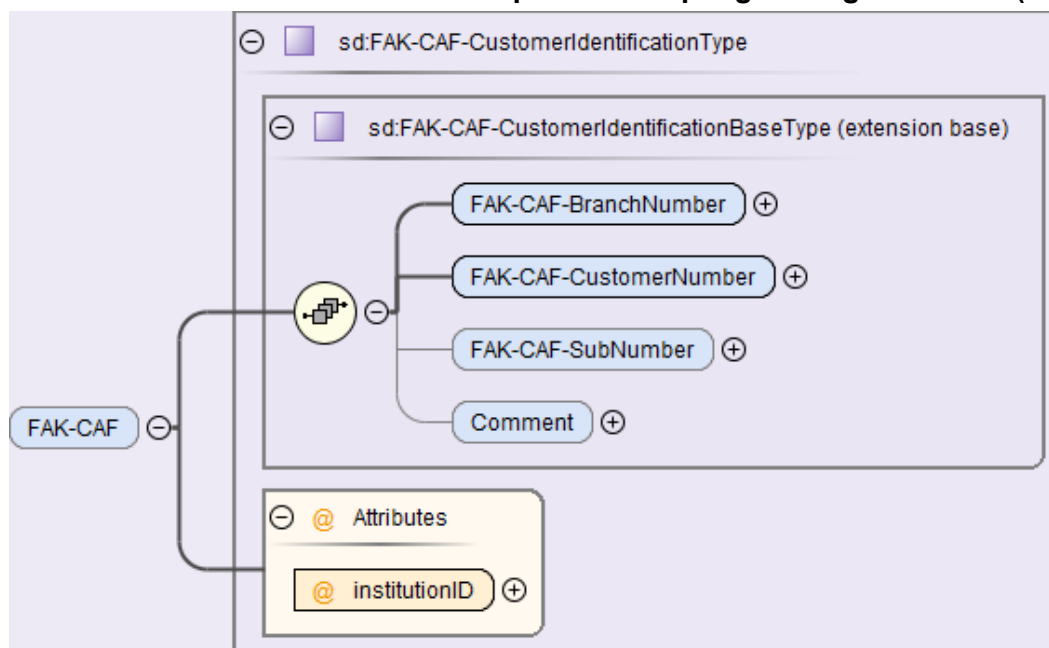 sd:FAK-CAF-CustomerIdentificationType
sd:FAK-CAF-CustomerIdentificationBaseType (extension base)
FAK-CAF-BranchNumber
FAK-CAF-CustomerNumber
FAK-CAF-SubNumber
Comment
FAK-CAF
@ Attributes
@ institutionID